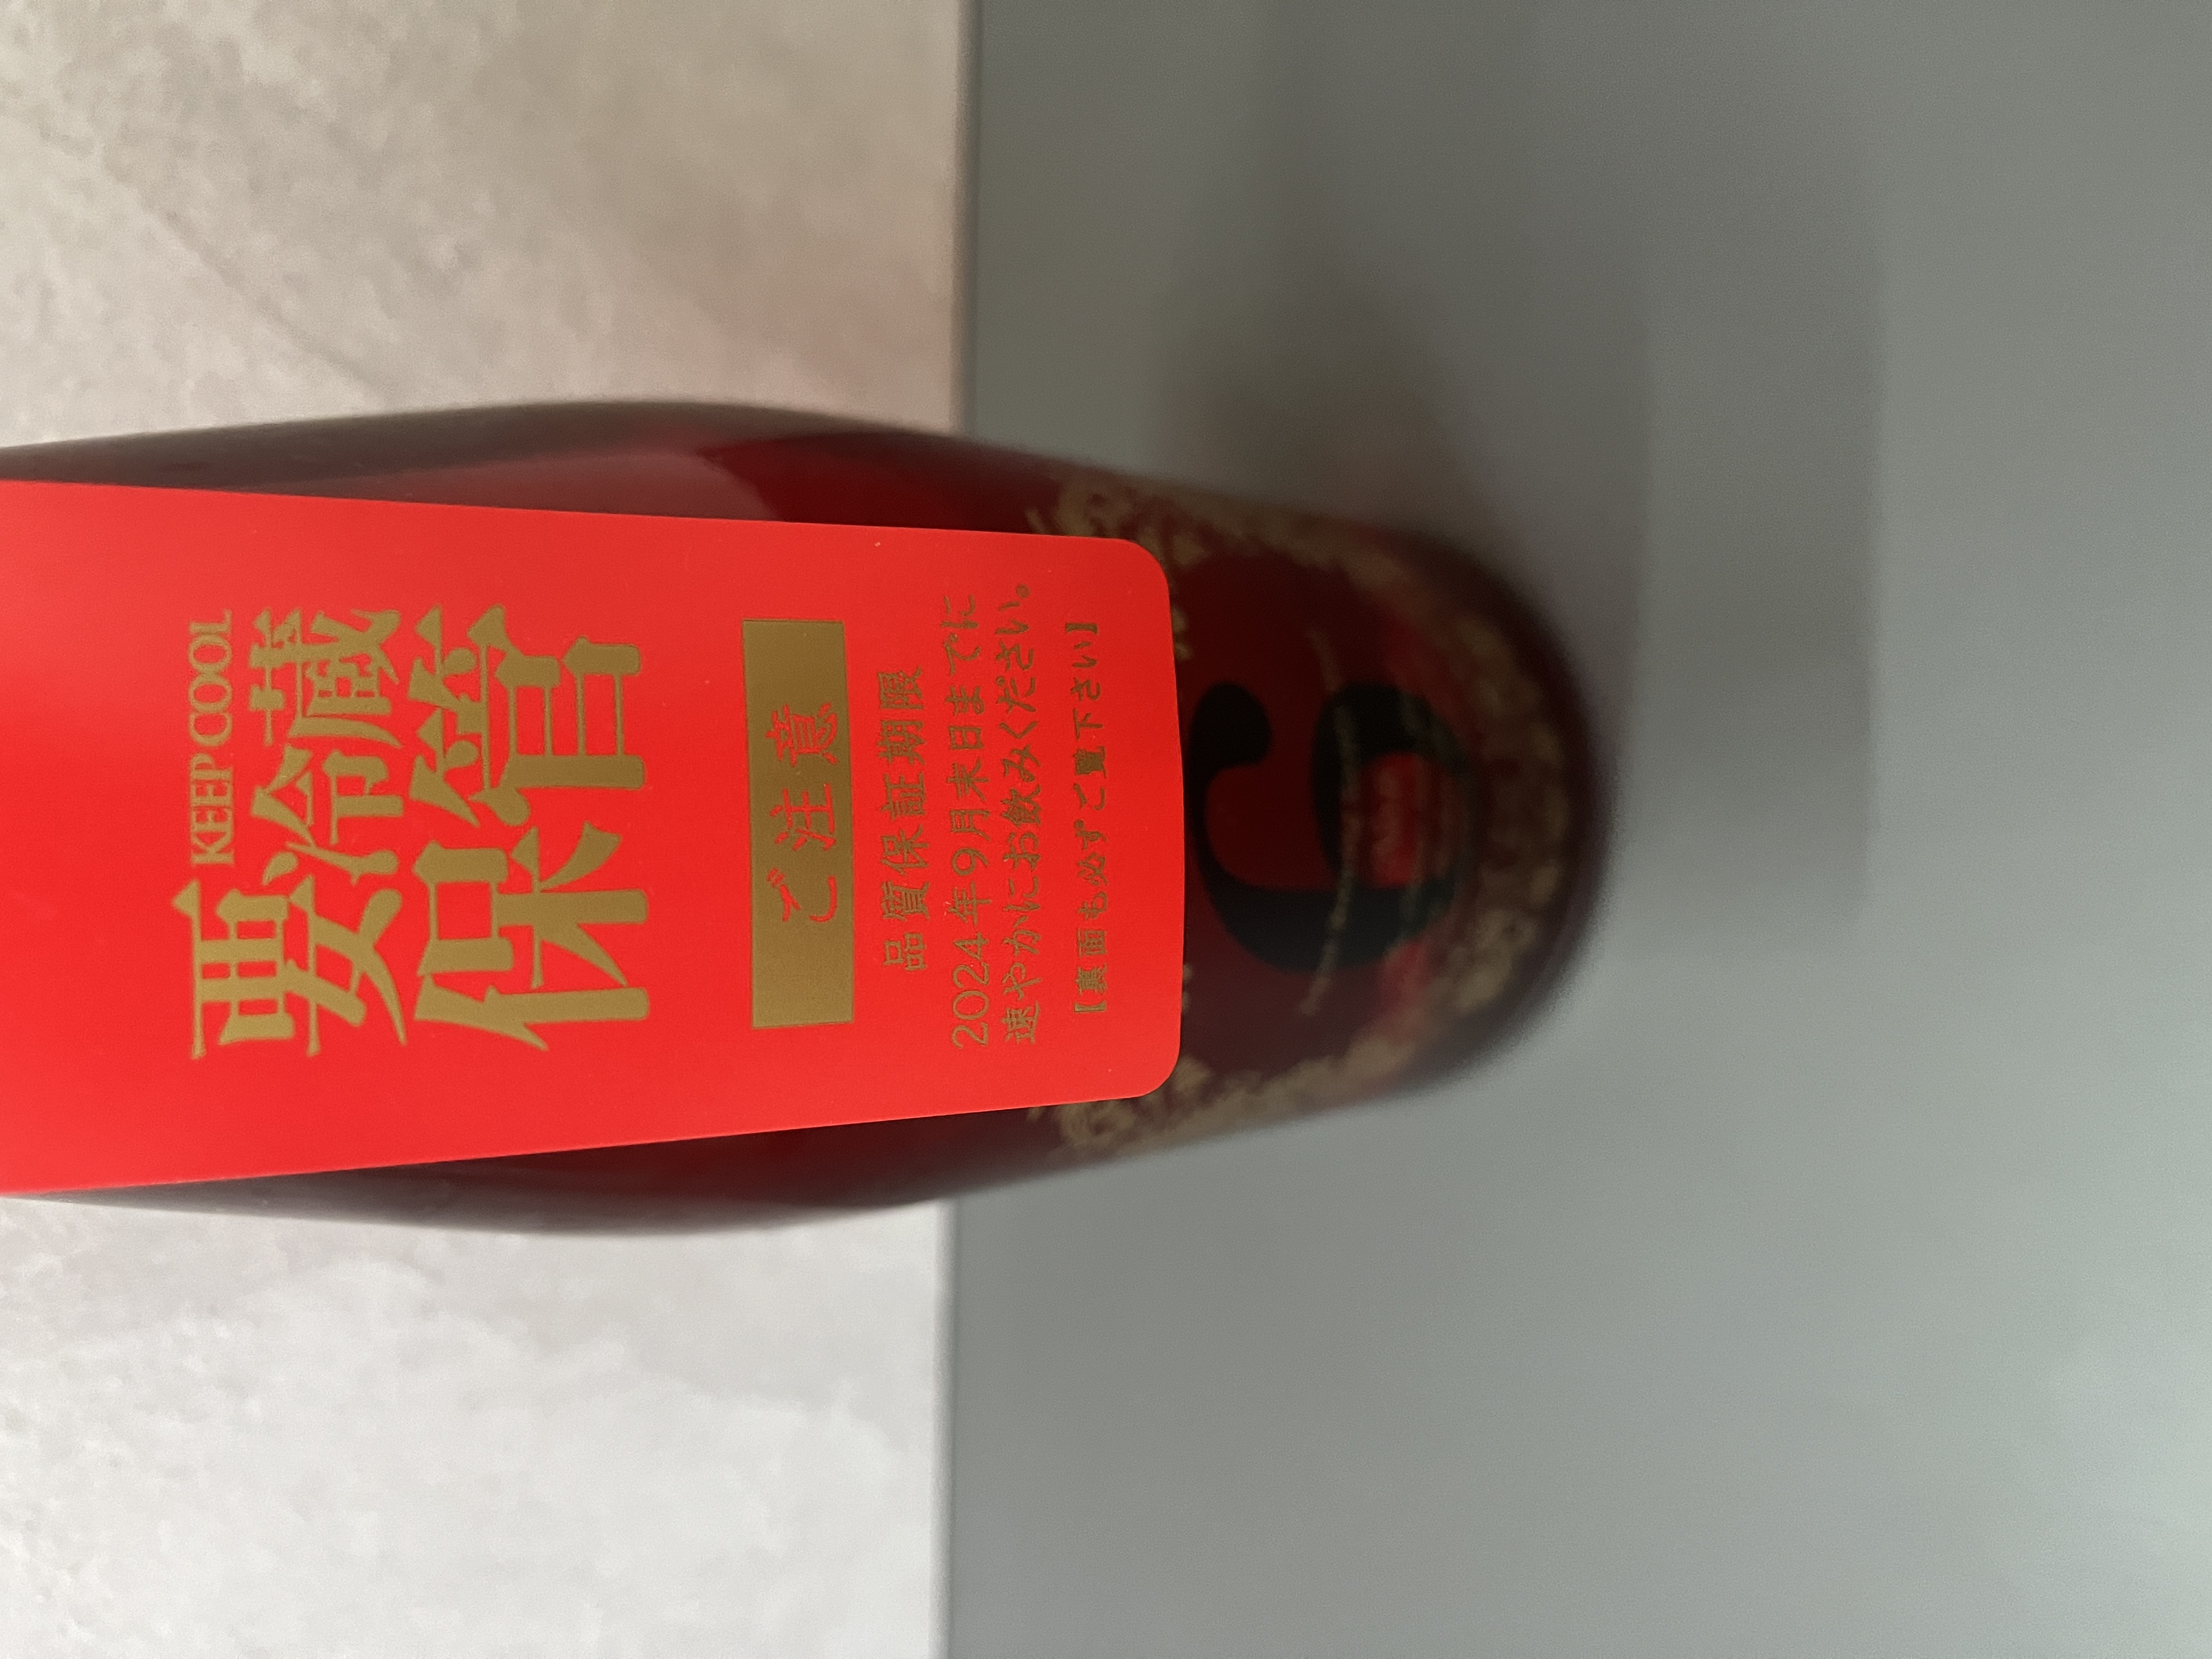 KEEP COOL
要冷蔵
保管
ご注意
品質保証期限
2024年9月末日までに
速やかにお飲みください。
【裏面も必ずご覧下さい】
6